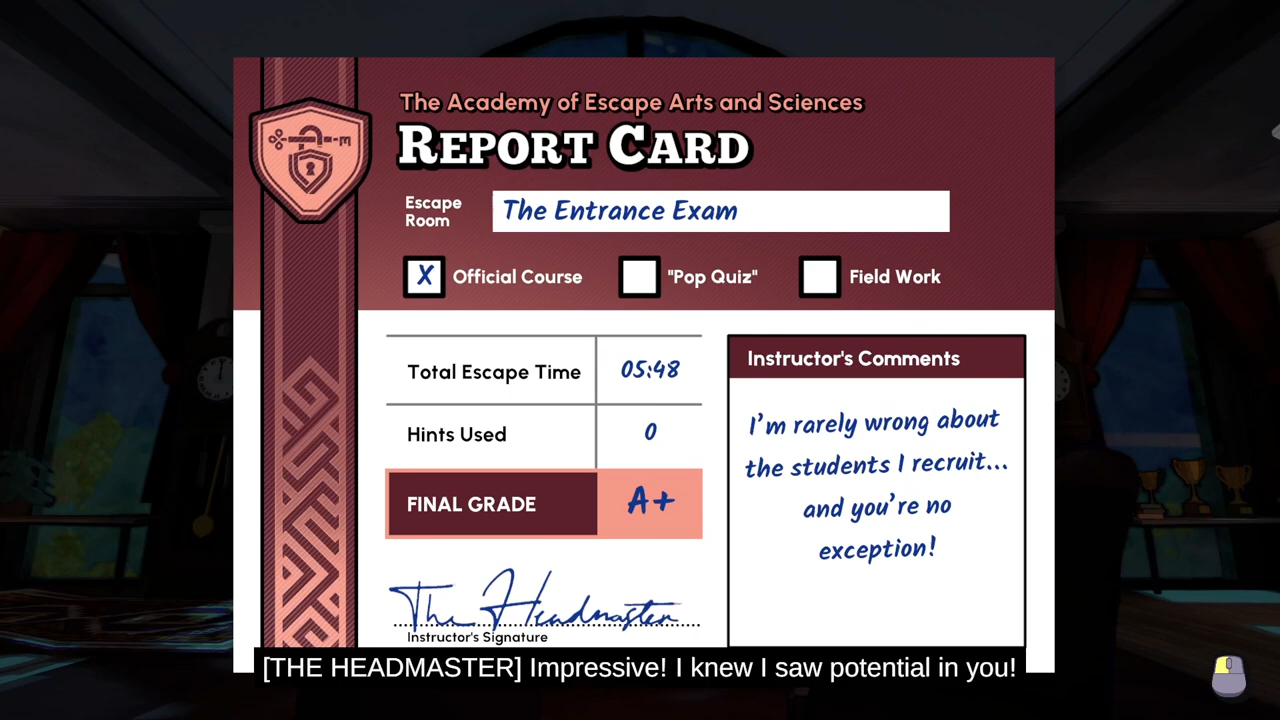 The Academy of Escape Arts and Sciences
REPORT CARD
Escape
Room
The Entrance Exam
X Official Course "Pop Quiz" Field Work
Total Escape Time 05:48
Hints Used 0
FINAL GRADE A+
The Headmaster
Instructor's Signature
Instructor's Comments
I'm rarely wrong about
the students I recruit...
and you're no
exception!
[THE HEADMASTER] Impressive! I knew I saw potential in you!